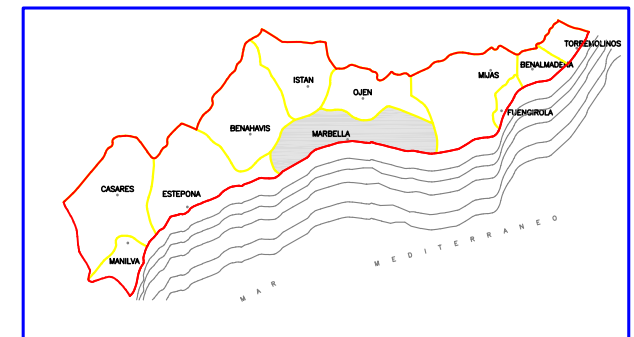 TORREMOLINOS
BENALMADENA
MIJAS
ISTAN
OJEN
FUENGIROLA
BENAHAVIS
MARBELLA
CASARES
ESTEPONA
MANILVA
MAR MEDITERRANEO